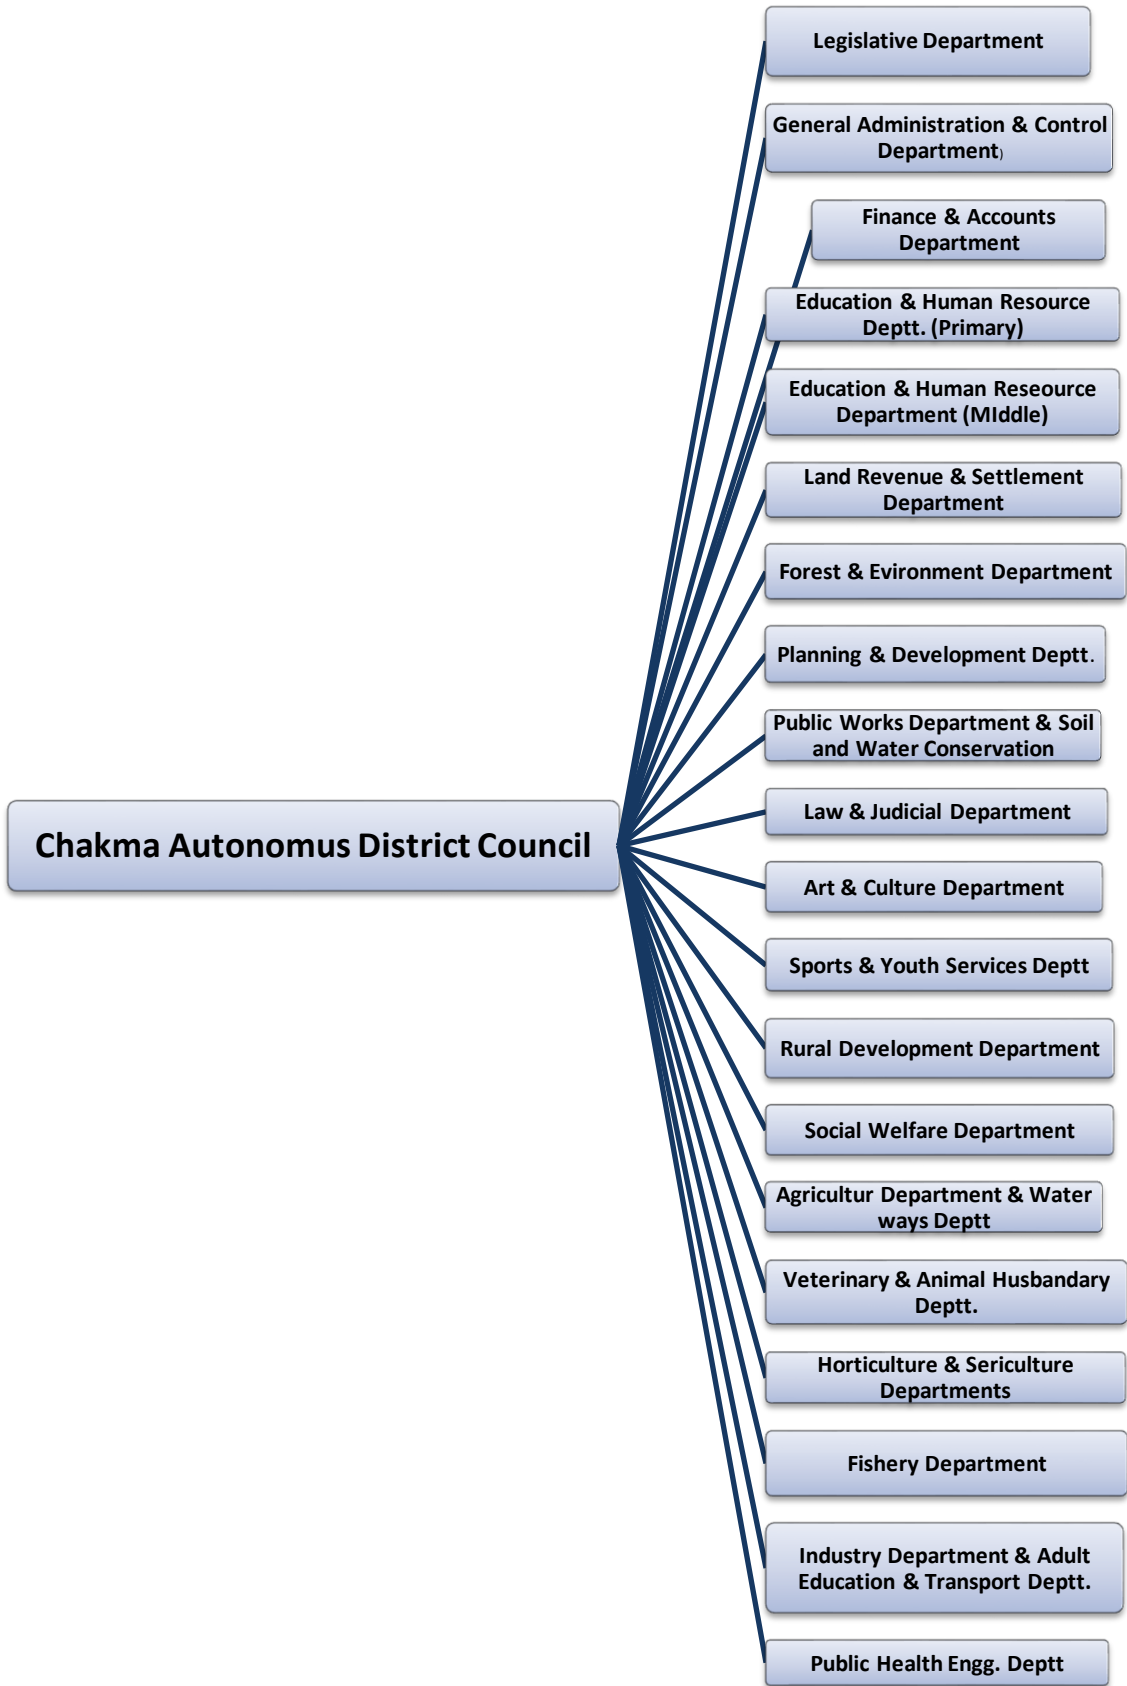 Legislative Department
General Administration & Control
Department)
Finance & Accounts
Department
Education & Human Resource
Deptt. (Primary)
Education & Human Reseource
Department (MIddle)
Land Revenue & Settlement
Department
Forest & Evironment Department
Planning & Development Deptt.
Public Works Department & Soil
and Water Conservation
Chakma Autonomus District Council
Law & Judicial Department
Art & Culture Department
Sports & Youth Services Deptt
Rural Development Department
Social Welfare Department
Agricultur Department & Water
ways Deptt
Veterinary & Animal Husbandary
Deptt.
Horticulture & Sericulture
Departments
Fishery Department
Industry Department & Adult
Education & Transport Deptt.
Public Health Engg. Deptt